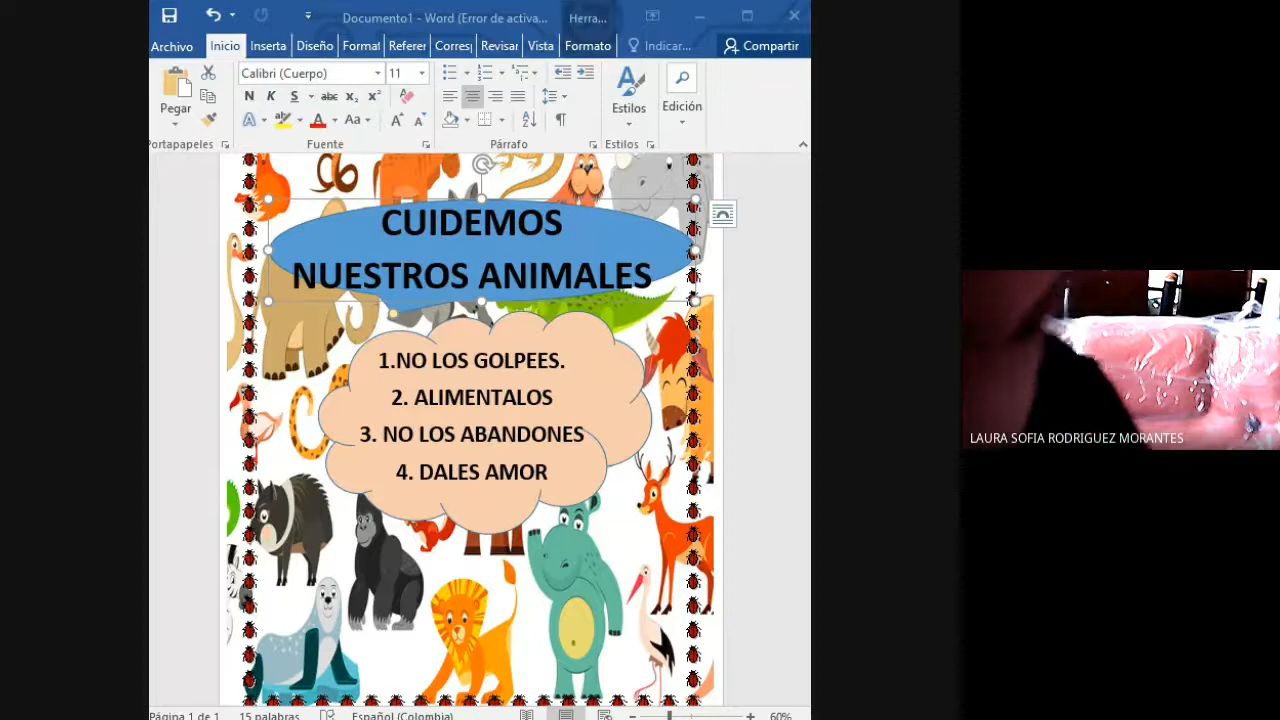 Documento1 - Word (Error de activa...
Herra...
Archivo
Inicio
Inserta
Diseño
Format
Referer
Corresp
Revisar
Vista
Formato
Indicar...
Compartir
Calibri (Cuerpo)
11
Pegar
N K S abc x₂ x²
Aa
A
Estilos
Edición
Portapapeles
Fuente
Párrafo
Estilos
CUIDEMOS
NUESTROS ANIMALES
1.NO LOS GOLPEES.
2. ALIMENTALOS
3. NO LOS ABANDONES
4. DALES AMOR
LAURA SOFIA RODRIGUEZ MORANTES
Página 1 de 1
15 palabras
Español (Colombia)
60%